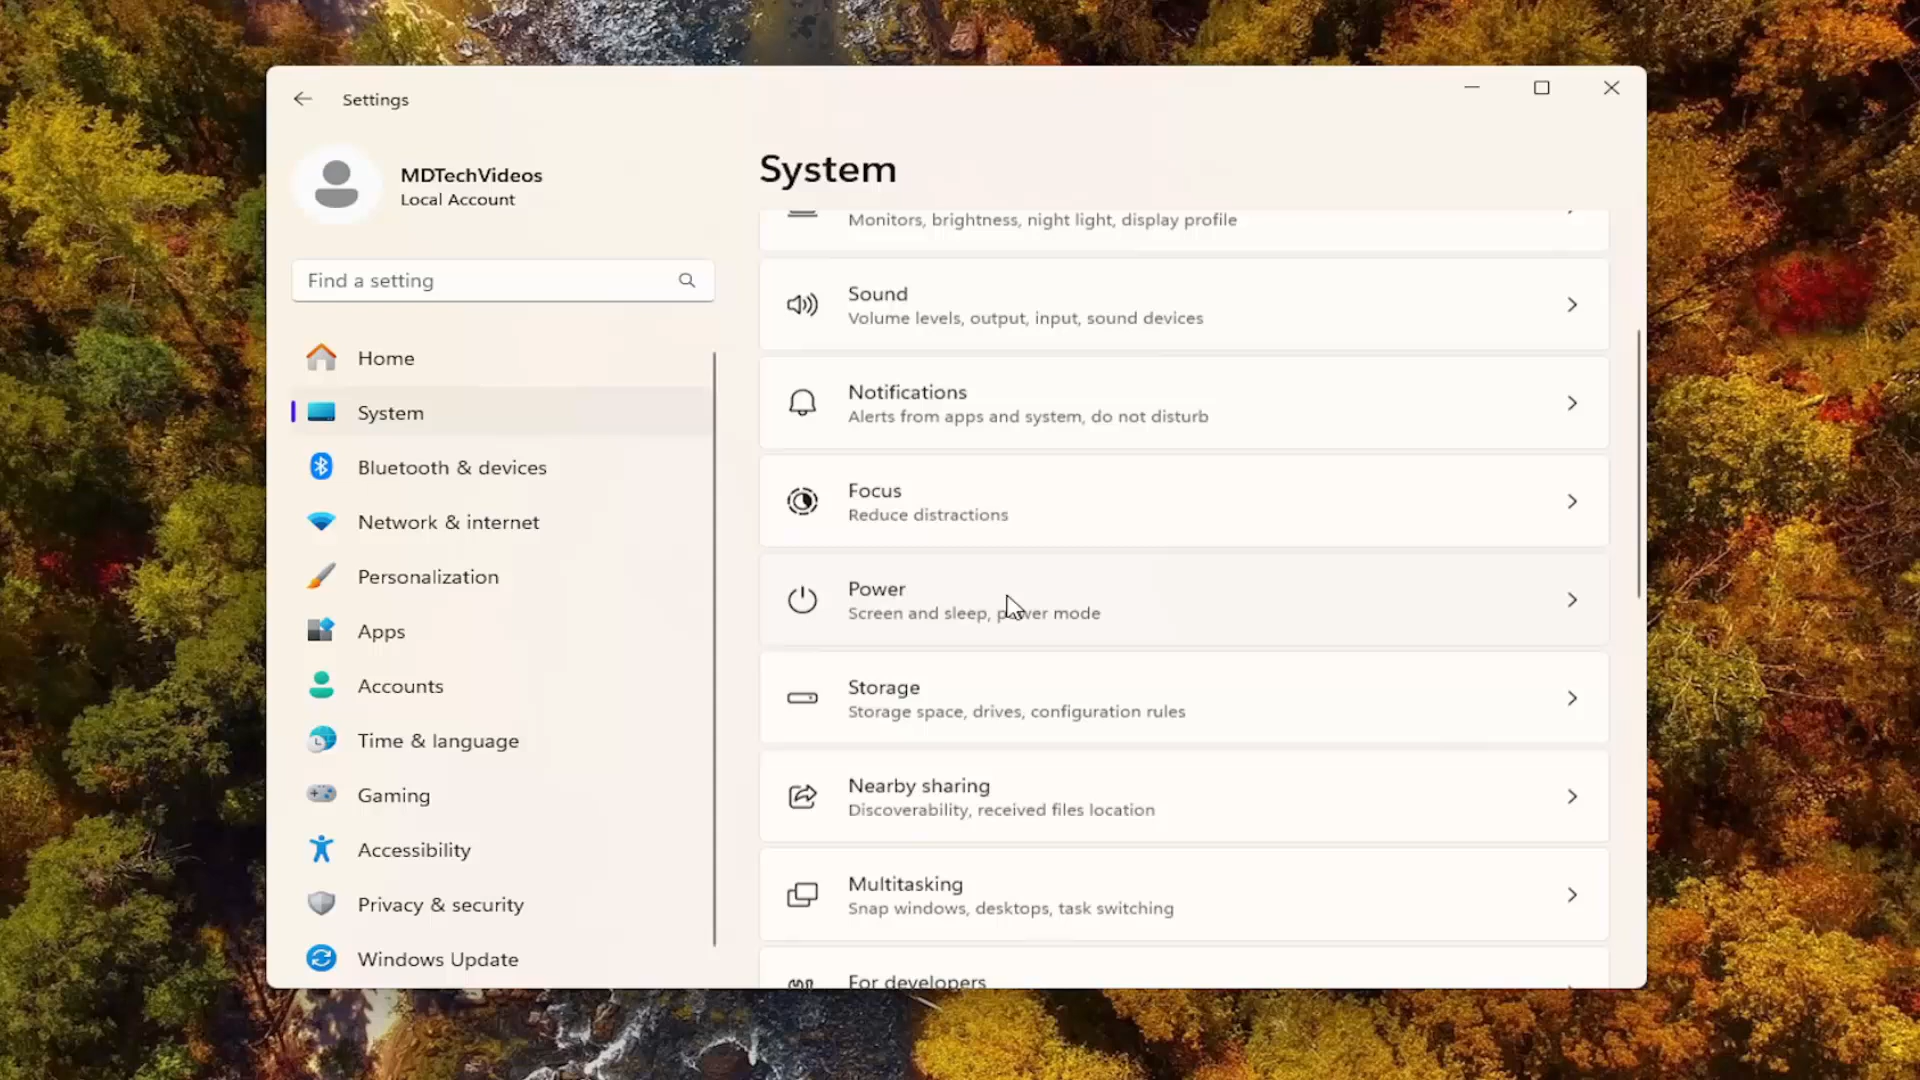 Settings
MDTechVideos
Local Account
Find a setting
Home
System
Bluetooth & devices
Network & internet
Personalization
Apps
Accounts
Time & language
Gaming
Accessibility
Privacy & security
Windows Update
System
Monitors, brightness, night light, display profile
Sound
Volume levels, output, input, sound devices
Notifications
Alerts from apps and system, do not disturb
Focus
Reduce distractions
Power
Screen and sleep, power mode
Storage
Storage space, drives, configuration rules
Nearby sharing
Discoverability, received files location
Multitasking
Snap windows, desktops, task switching
For developers